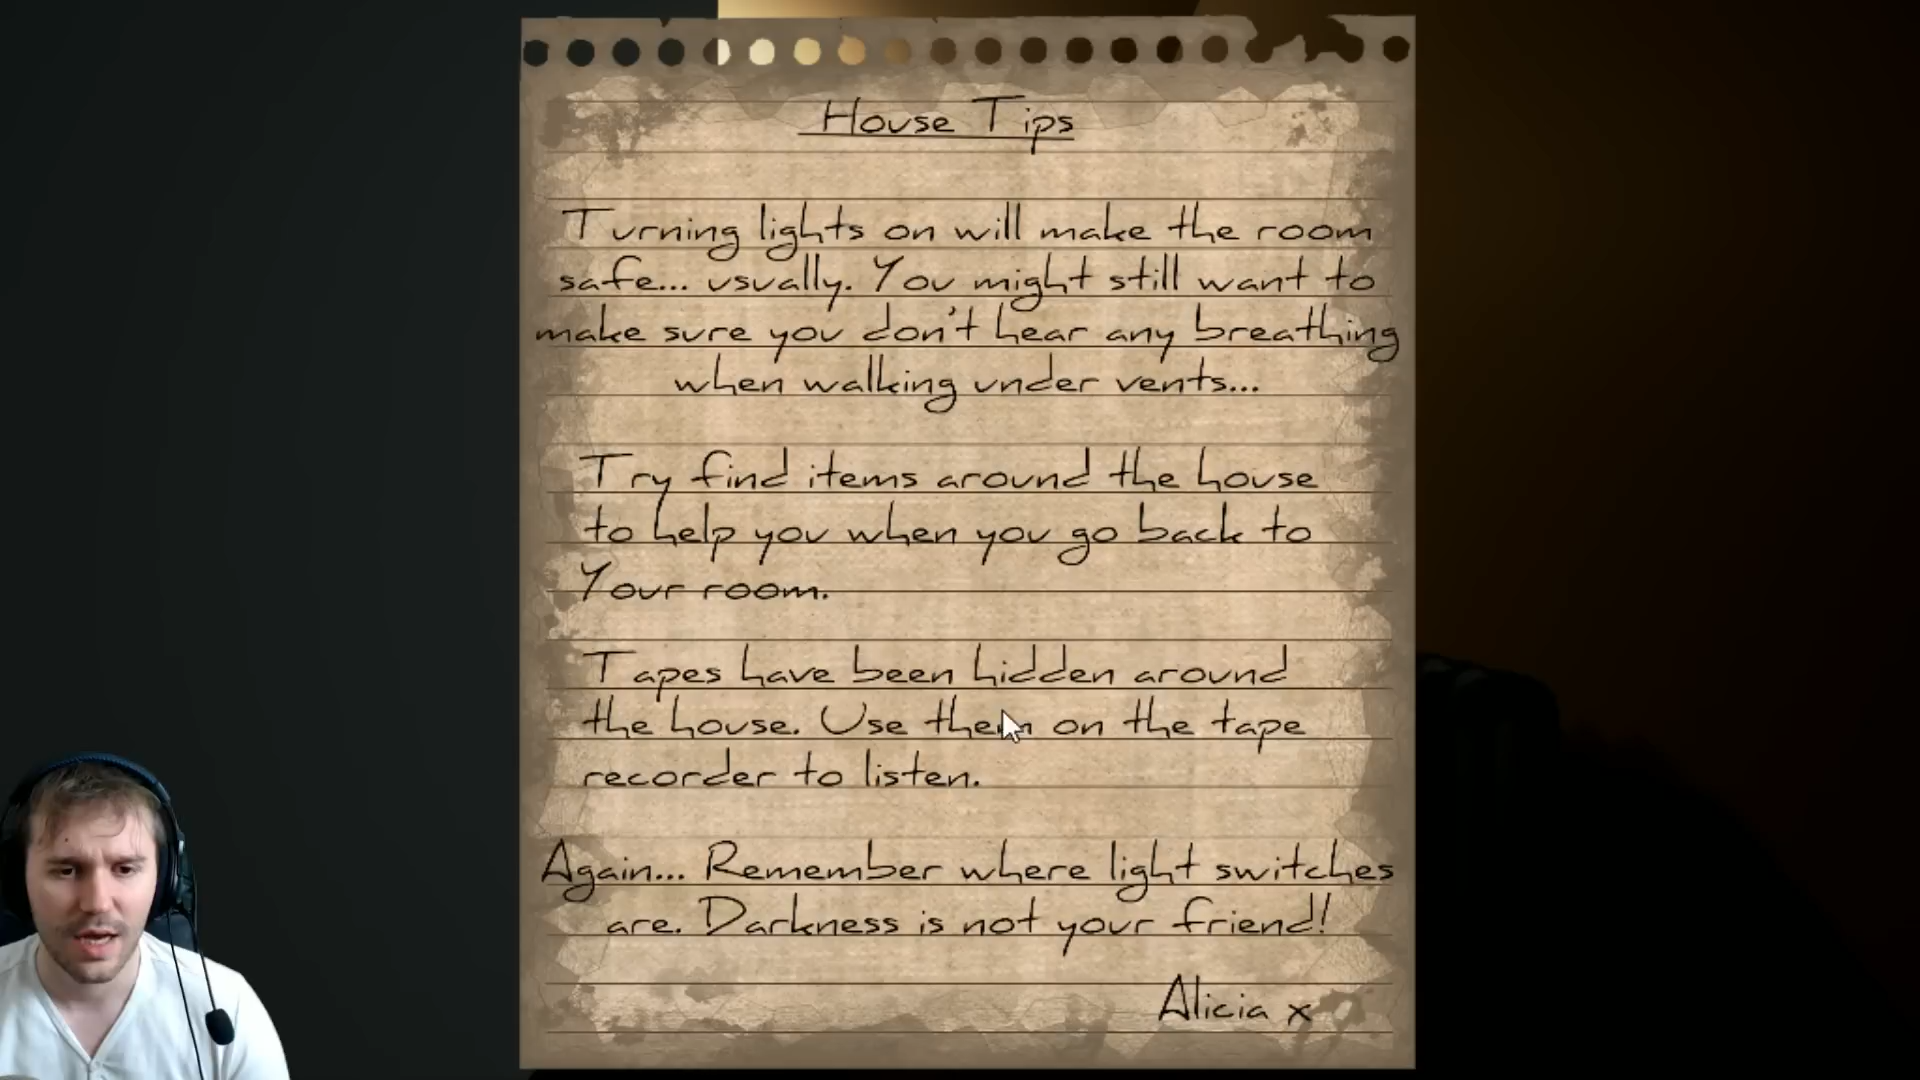 House Tips
Turning lights on will make the room
safe... usually. You might still want to
make sure you don't hear any breathing
when walking under vents...
Try find items around the house
to help you when you go back to
Your room.
Tapes have been hidden around
the house. Use them on the tape
recorder to listen.
Again... Remember where light switches
are. Darkness is not your friend!
Alicia x